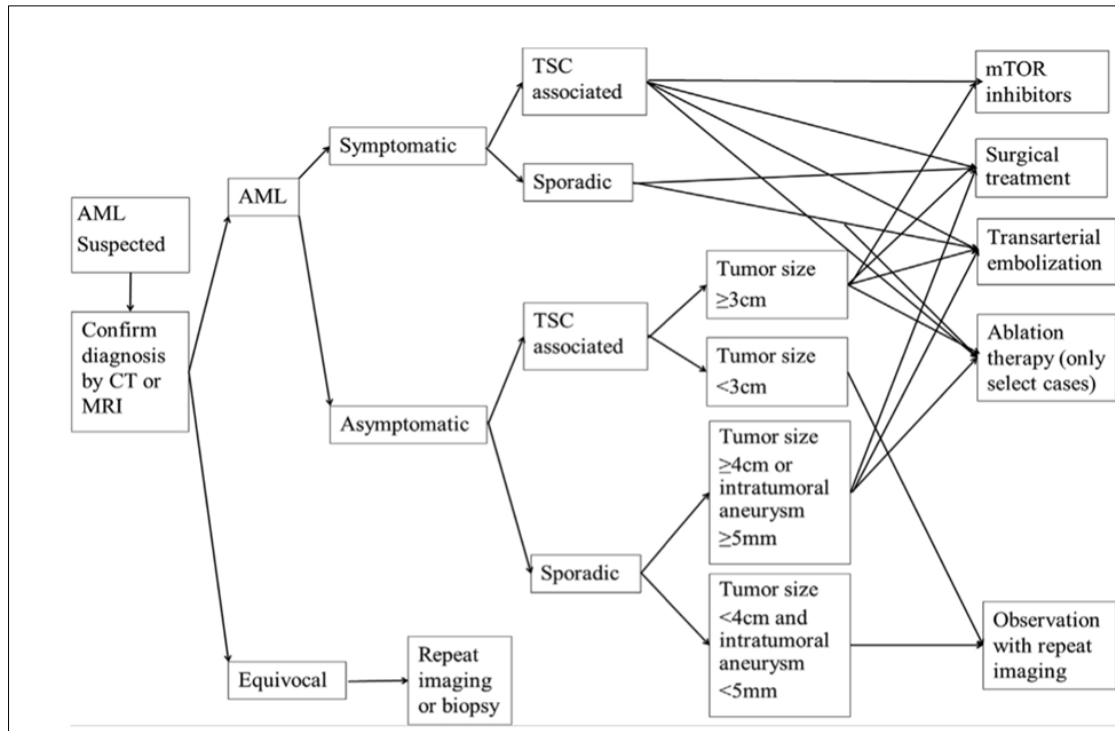 AML
Suspected
Confirm
diagnosis
by CT or
MRI
AML
Equivocal
Repeat
imaging
or biopsy
Symptomatic
Asymptomatic
TSC
associated
Sporadic
TSC
associated
Sporadic
Tumor size
≥3cm
Tumor size
<3cm
Tumor size
≥4cm or
intratumoral
aneurysm
≥5mm
Tumor size
<4cm and
intratumoral
aneurysm
<5mm
mTOR
inhibitors
Surgical
treatment
Transarterial
embolization
Ablation
therapy (only
select cases)
Observation
with repeat
imaging